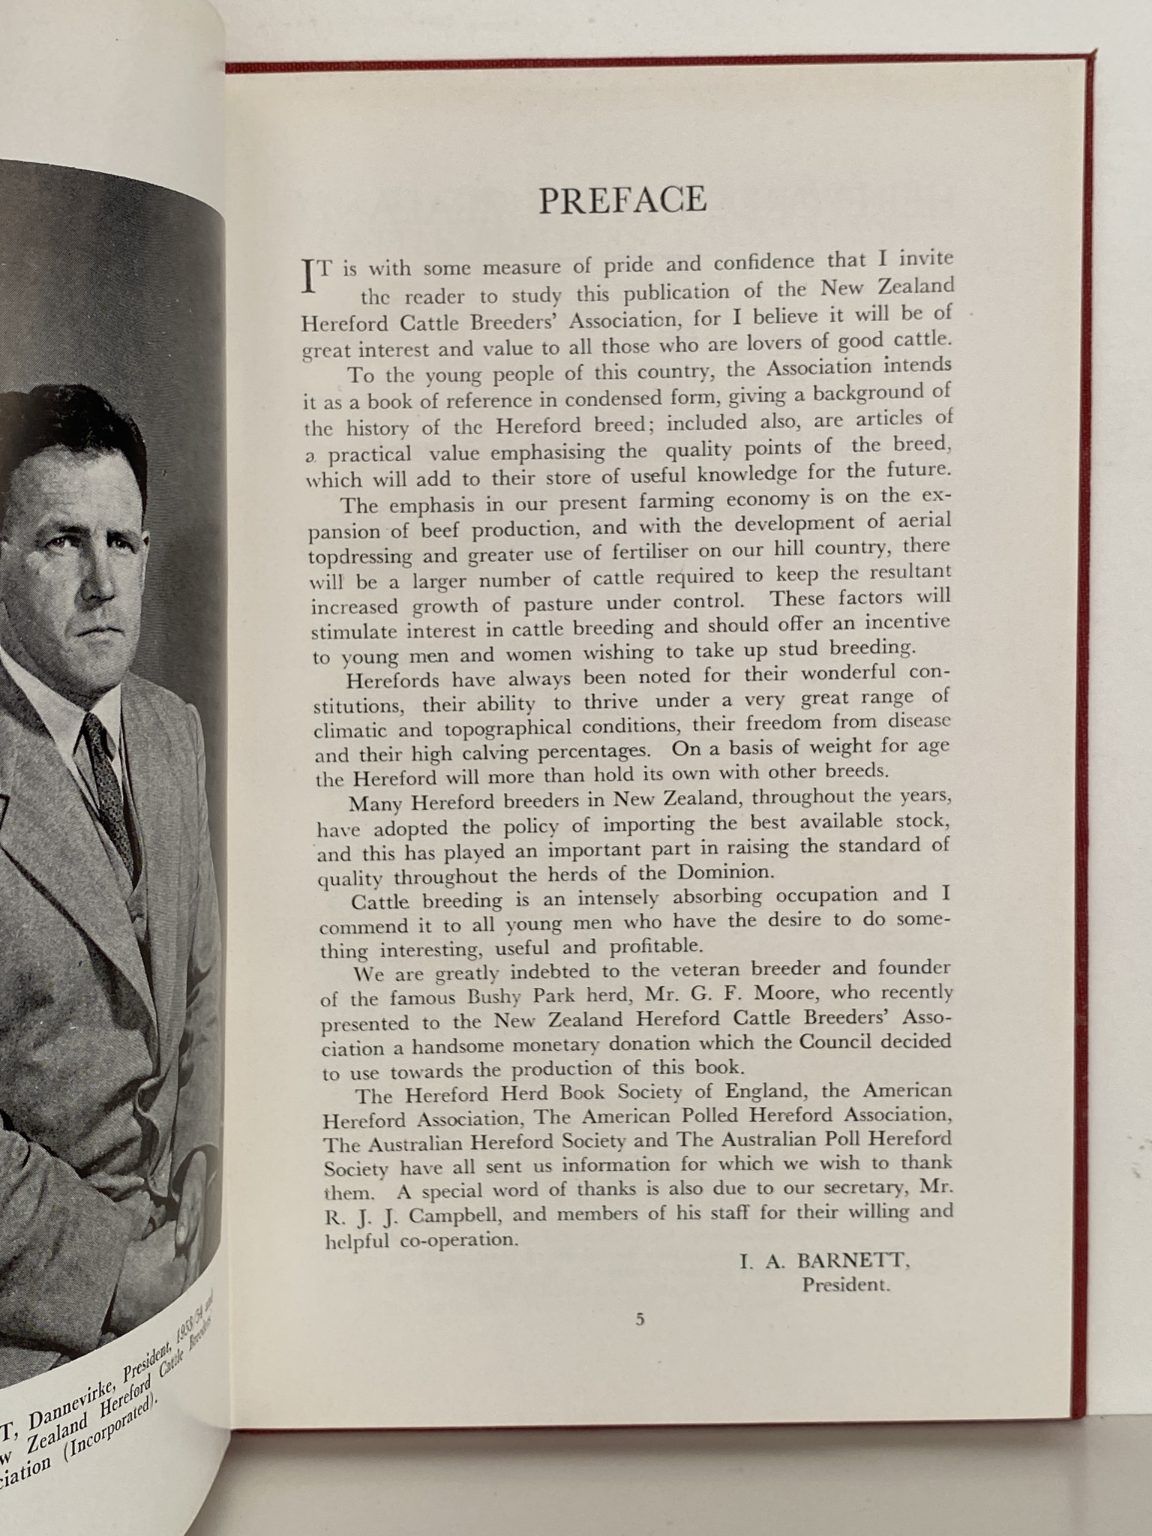 T, Dannevirke, President, 1953/54 and
w Zealand Hereford Cattle Breeders'
ciation (Incorporated).
PREFACE
IT is with some measure of pride and confidence that I invite
the reader to study this publication of the New Zealand
Hereford Cattle Breeders' Association, for I believe it will be of
great interest and value to all those who are lovers of good cattle.
To the young people of this country, the Association intends
it as a book of reference in condensed form, giving a background of
the history of the Hereford breed; included also, are articles of
a practical value emphasising the quality points of the breed,
which will add to their store of useful knowledge for the future.
The emphasis in our present farming economy is on the ex-
pansion of beef production, and with the development of aerial
topdressing and greater use of fertiliser on our hill country, there
will be a larger number of cattle required to keep the resultant
increased growth of pasture under control. These factors will
stimulate interest in cattle breeding and should offer an incentive
to young men and women wishing to take up stud breeding.
Herefords have always been noted for their wonderful con-
stitutions, their ability to thrive under a very great range of
climatic and topographical conditions, their freedom from disease
and their high calving percentages. On a basis of weight for age
the Hereford will more than hold its own with other breeds.
Many Hereford breeders in New Zealand, throughout the years,
have adopted the policy of importing the best available stock,
and this has played an important part in raising the standard of
quality throughout the herds of the Dominion.
Cattle breeding is an intensely absorbing occupation and I
commend it to all young men who have the desire to do some-
thing interesting, useful and profitable.
We are greatly indebted to the veteran breeder and founder
of the famous Bushy Park herd, Mr. G. F. Moore, who recently
presented to the New Zealand Hereford Cattle Breeders' Asso-
ciation a handsome monetary donation which the Council decided
to use towards the production of this book.
The Hereford Herd Book Society of England, the American
Hereford Association, The American Polled Hereford Association,
The Australian Hereford Society and The Australian Poll Hereford
Society have all sent us information for which we wish to thank
them. A special word of thanks is also due to our secretary, Mr.
R. J. J. Campbell, and members of his staff for their willing and
helpful co-operation.
I. A. BARNETT,
President.
5